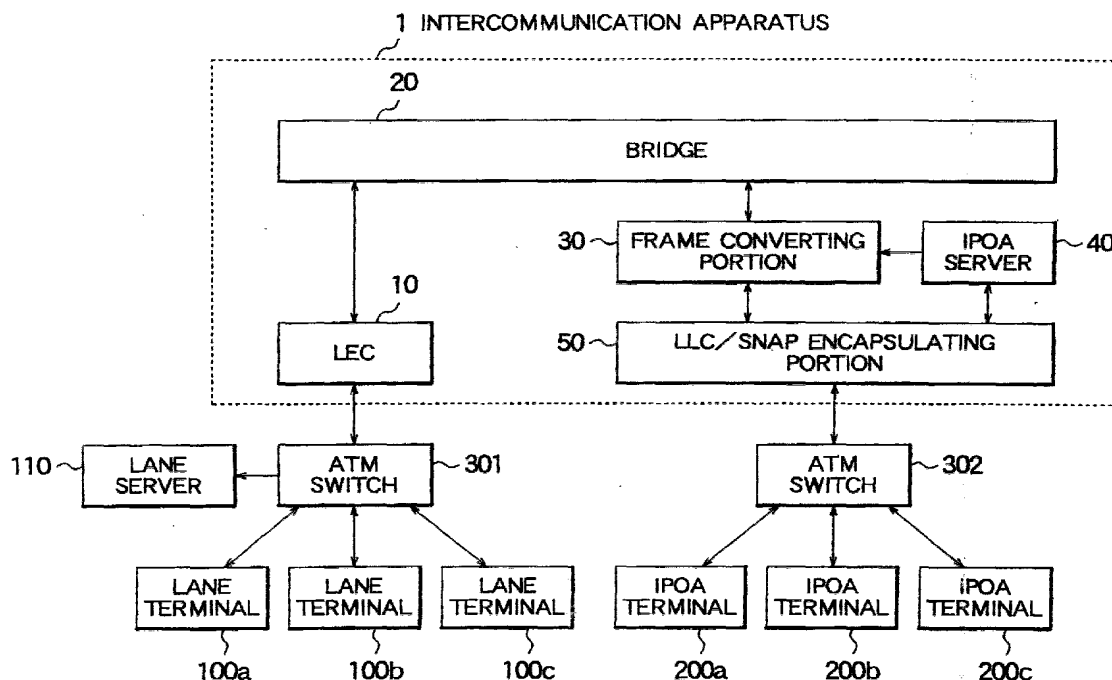 1 INTERCOMMUNICATION APPARATUS
20
BRIDGE
30
FRAME CONVERTING
PORTION
IPOA
SERVER
40
10
LEC
50
LLC/SNAP ENCAPSULATING
PORTION
110
LANE
SERVER
ATM
SWITCH
301
ATM
SWITCH
302
LANE
TERMINAL
LANE
TERMINAL
LANE
TERMINAL
IPOA
TERMINAL
IPOA
TERMINAL
IPOA
TERMINAL
100a
100b
100c
200a
200b
200c